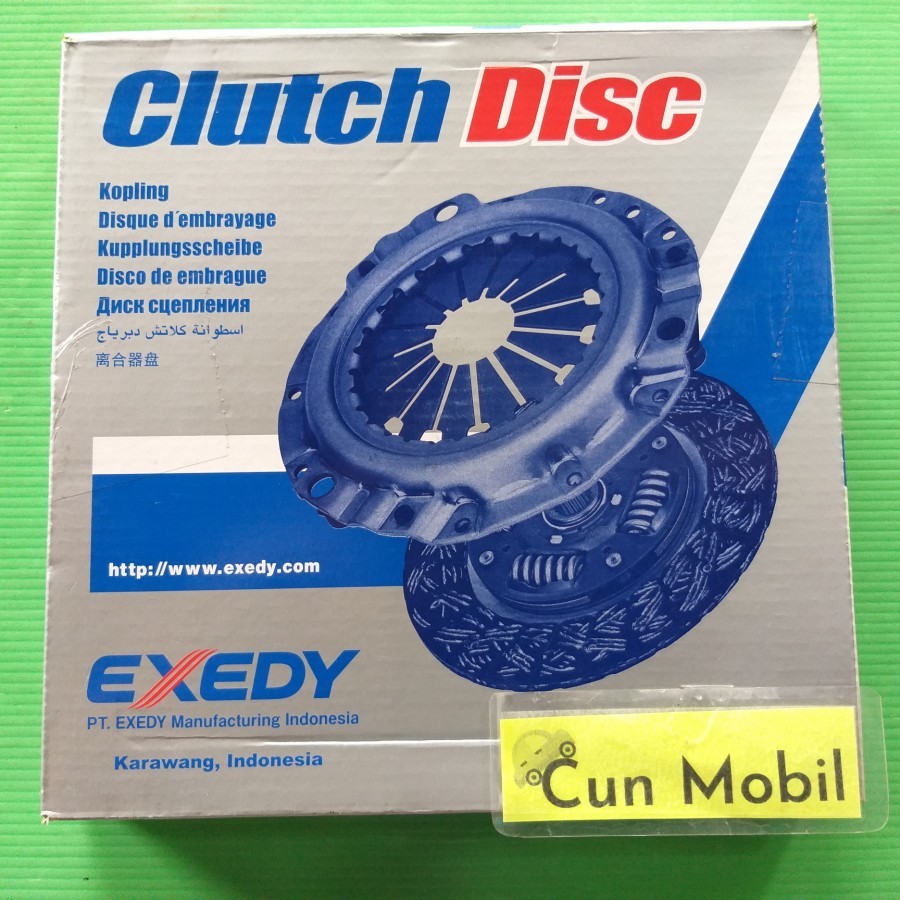 Clutch Disc
Kopling
Disque d´embrayage
Kupplungsscheibe
Disco de embrague
Диск сцепления
اسطوانة كلاتش دبرياج
离合器盘
http://www.exedy.com
EXEDY
PT. EXEDY Manufacturing Indonesia
Karawang, Indonesia
Cun Mobil